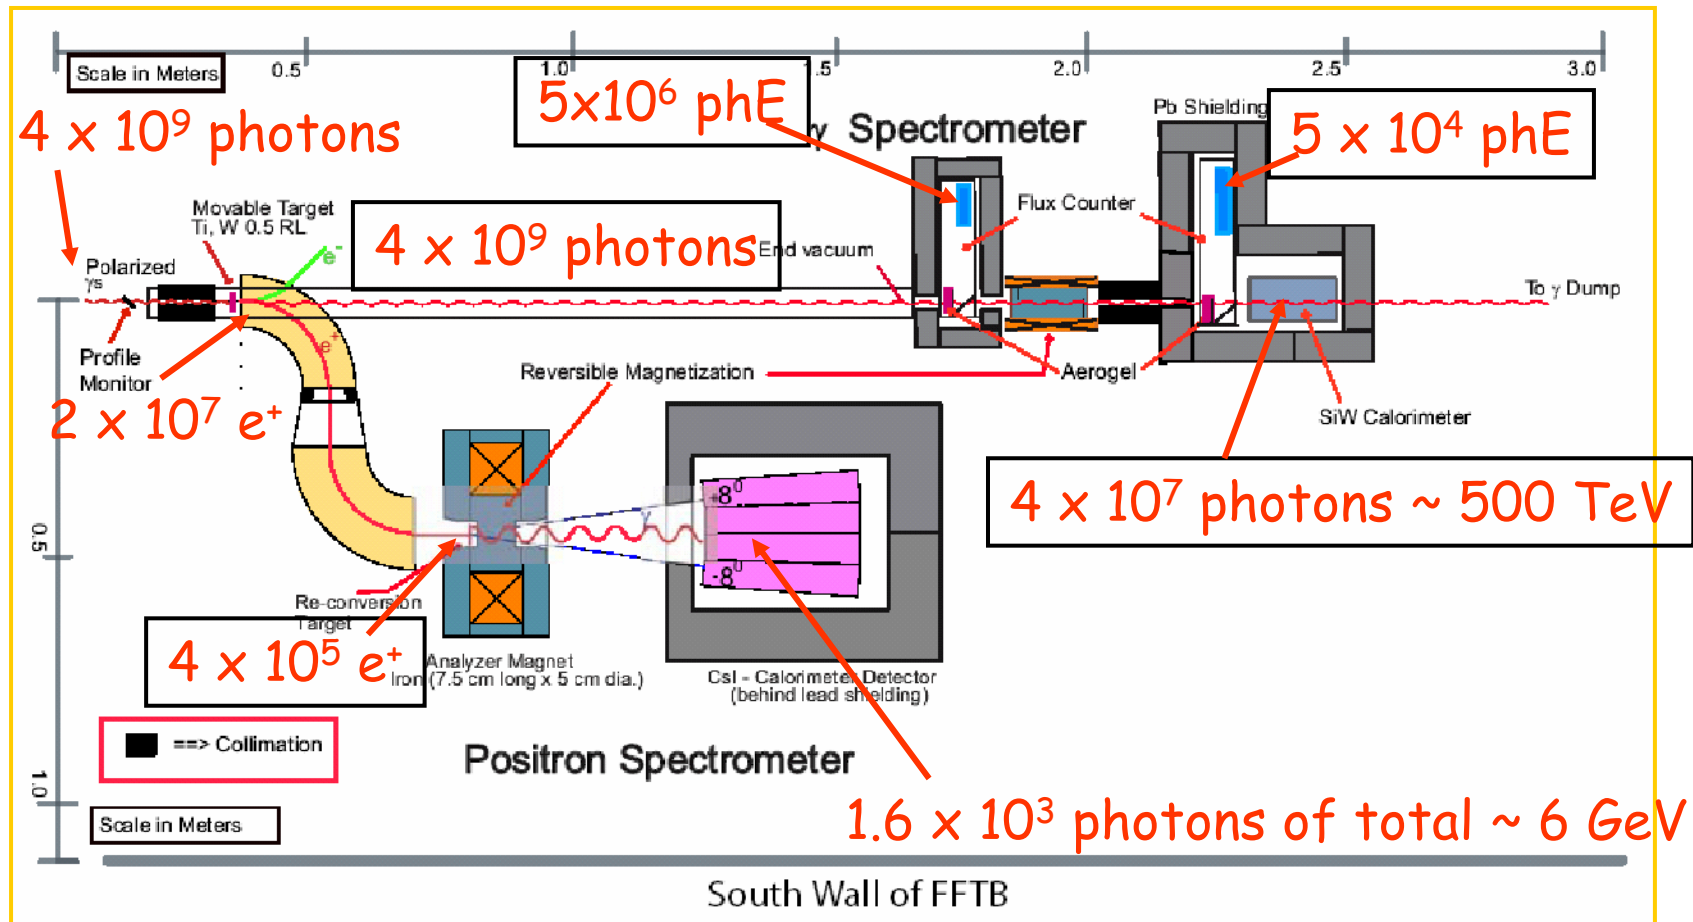 Scale in Meters
0.5
1.0
1.5
2.0
2.5
3.0
4 x 10⁹ photons
5x10⁶ phE
γ Spectrometer
Pb Shielding
5 x 10⁴ phE
Movable Target
Ti, W 0.5 RL
e⁻
4 x 10⁹ photons
End vacuum
Flux Counter
Polarized
γs
To γ Dump
Profile
Monitor
e⁺
Reversible Magnetization
Aerogel
2 x 10⁷ e⁺
SiW Calorimeter
4 x 10⁷ photons ~ 500 TeV
+8⁰
γ
-8⁰
0.5
Re-conversion
Target
4 x 10⁵ e⁺
Analyzer Magnet
Iron (7.5 cm long x 5 cm dia.)
CsI - Calorimeter Detector
(behind lead shielding)
==> Collimation
Positron Spectrometer
1.0
Scale in Meters
1.6 x 10³ photons of total ~ 6 GeV
South Wall of FFTB